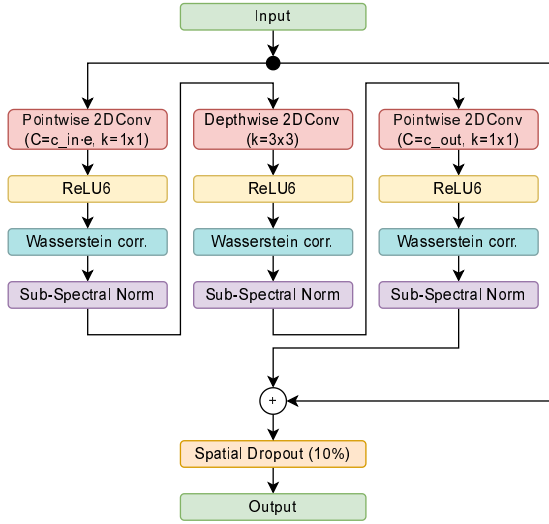 Input
Pointwise 2DConv
(C=c_in·e, k=1x1)
ReLU6
Wasserstein corr.
Sub-Spectral Norm
Depthwise 2DConv
(k=3x3)
ReLU6
Wasserstein corr.
Sub-Spectral Norm
Pointwise 2DConv
(C=c_out, k=1x1)
ReLU6
Wasserstein corr.
Sub-Spectral Norm
+
Spatial Dropout (10%)
Output